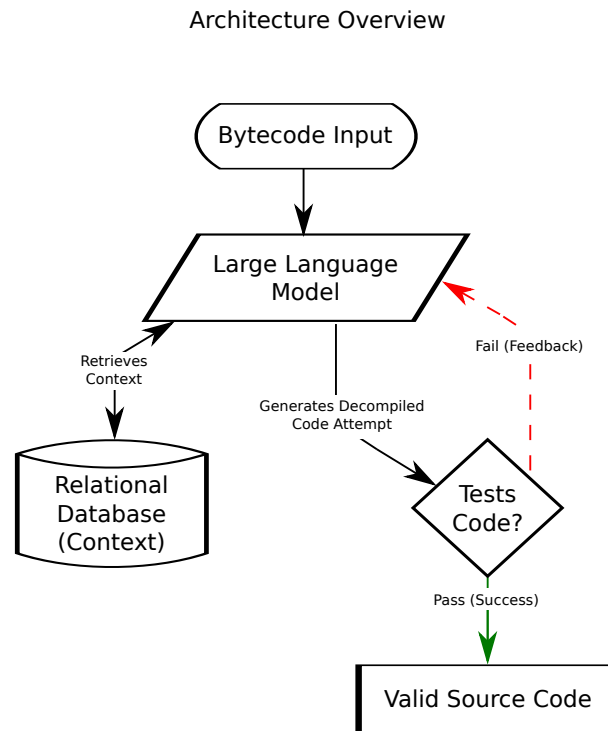 Architecture Overview
Bytecode Input
Large Language
Model
Fail (Feedback)
Retrieves
Context
Generates Decompiled
Code Attempt
Relational
Database
(Context)
Tests
Code?
Pass (Success)
Valid Source Code